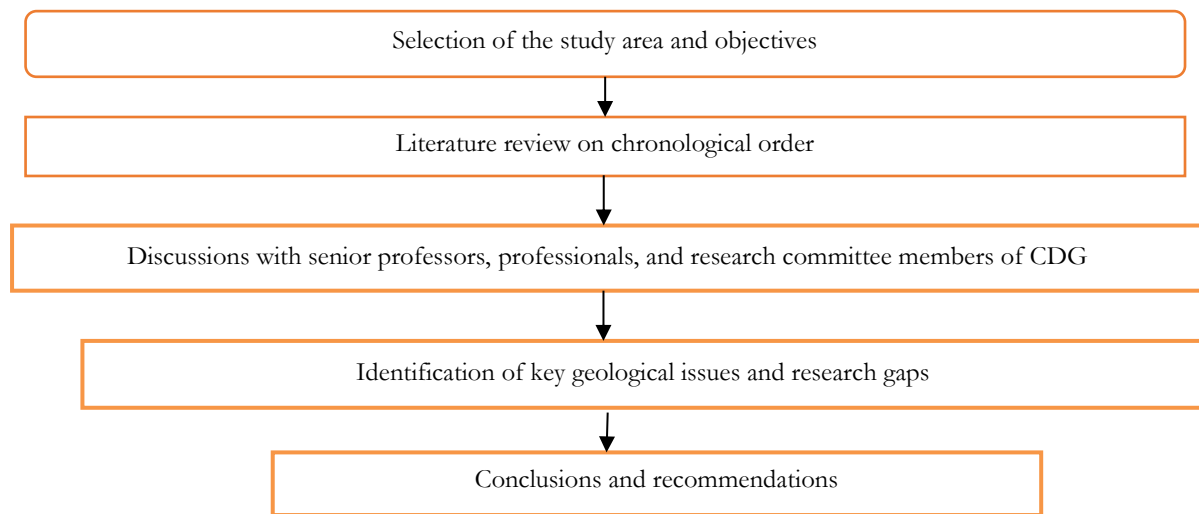 Selection of the study area and objectives
Literature review on chronological order
Discussions with senior professors, professionals, and research committee members of CDG
Identification of key geological issues and research gaps
Conclusions and recommendations